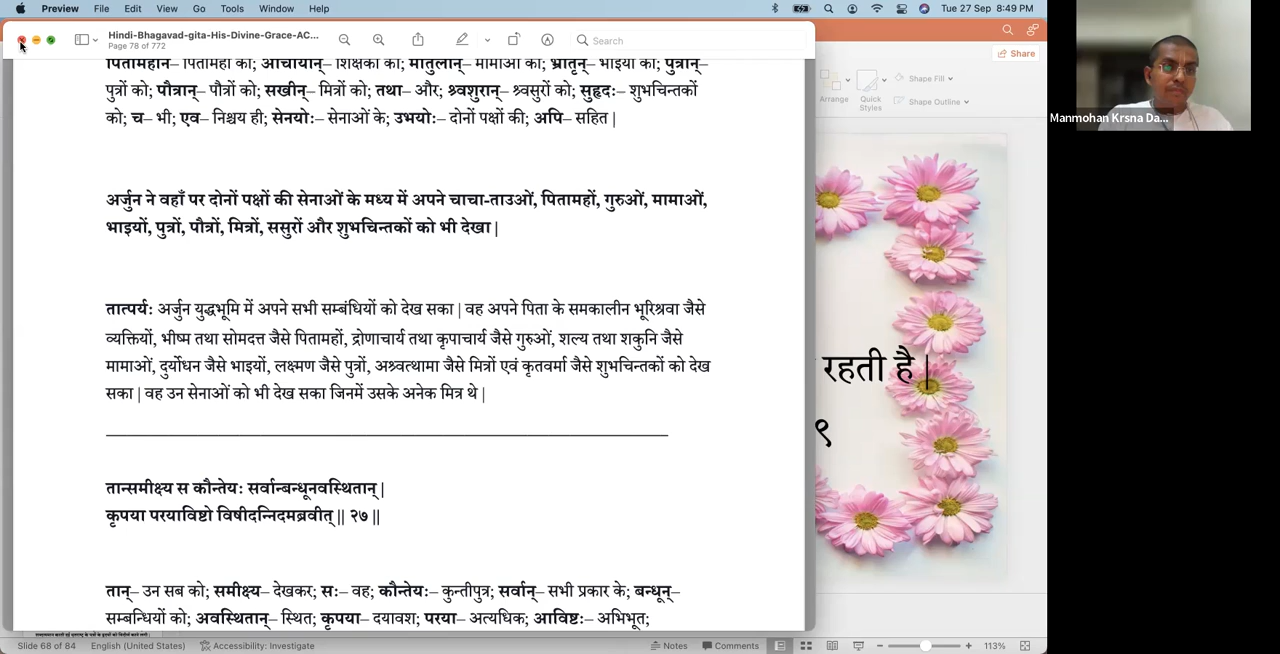 Preview File Edit View Go Tools Window Help
Tue 27 Sep 8:49 PM
Hindi-Bhagavad-gita-His-Divine-Grace-AC...
Page 78 of 772
Search
Share
Arrange
Quick Styles
Shape Fill
Shape Outline
Manmohan Krsna Da...
पितामहान्– पितामहों को; आचार्यान्– शिक्षकों को; मातुलान्– मामाओं को; भ्रातृन्– भाइयों को; पुत्रान्–
पुत्रों को; पौत्रान्– पौत्रों को; सखीन्– मित्रों को; तथा– और; श्र्वशुरान्– श्र्वसुरों को; सुहृदः– शुभचिन्तकों
को; च– भी; एव– निश्चय ही; सेनयोः– सेनाओं के; उभयोः– दोनों पक्षों की; अपि– सहित |
अर्जुन ने वहाँ पर दोनों पक्षों की सेनाओं के मध्य में अपने चाचा-ताउओं, पितामहों, गुरुओं, मामाओं,
भाइयों, पुत्रों, पौत्रों, मित्रों, ससुरों और शुभचिन्तकों को भी देखा |
तात्पर्य: अर्जुन युद्धभूमि में अपने सभी सम्बंधियों को देख सका | वह अपने पिता के समकालीन भूरिश्रवा जैसे
व्यक्तियों, भीष्म तथा सोमदत्त जैसे पितामहों, द्रोणाचार्य तथा कृपाचार्य जैसे गुरुओं, शल्य तथा शकुनि जैसे
मामाओं, दुर्योधन जैसे भाइयों, लक्ष्मण जैसे पुत्रों, अश्र्वत्थामा जैसे मित्रों एवं कृतवर्मा जैसे शुभचिन्तकों को देख
सका | वह उन सेनाओं को भी देख सका जिनमें उसके अनेक मित्र थे |
तान्समीक्ष्य स कौन्तेयः सर्वान्बन्धूनवस्थितान् |
कृपया परयाविष्टो विषीदन्निदमब्रवीत् || २७ ||
तान्– उन सब को; समीक्ष्य– देखकर; सः– वह; कौन्तेयः– कुन्तीपुत्र; सर्वान्– सभी प्रकार के; बन्धून्–
सम्बन्धियों को; अवस्थितान्– स्थित; कृपया– दयावश; परया– अत्यधिक; आविष्टः– अभिभूत;
रहती है |
९
Slide 68 of 84 English (United States) Accessibility: Investigate Notes Comments 113%